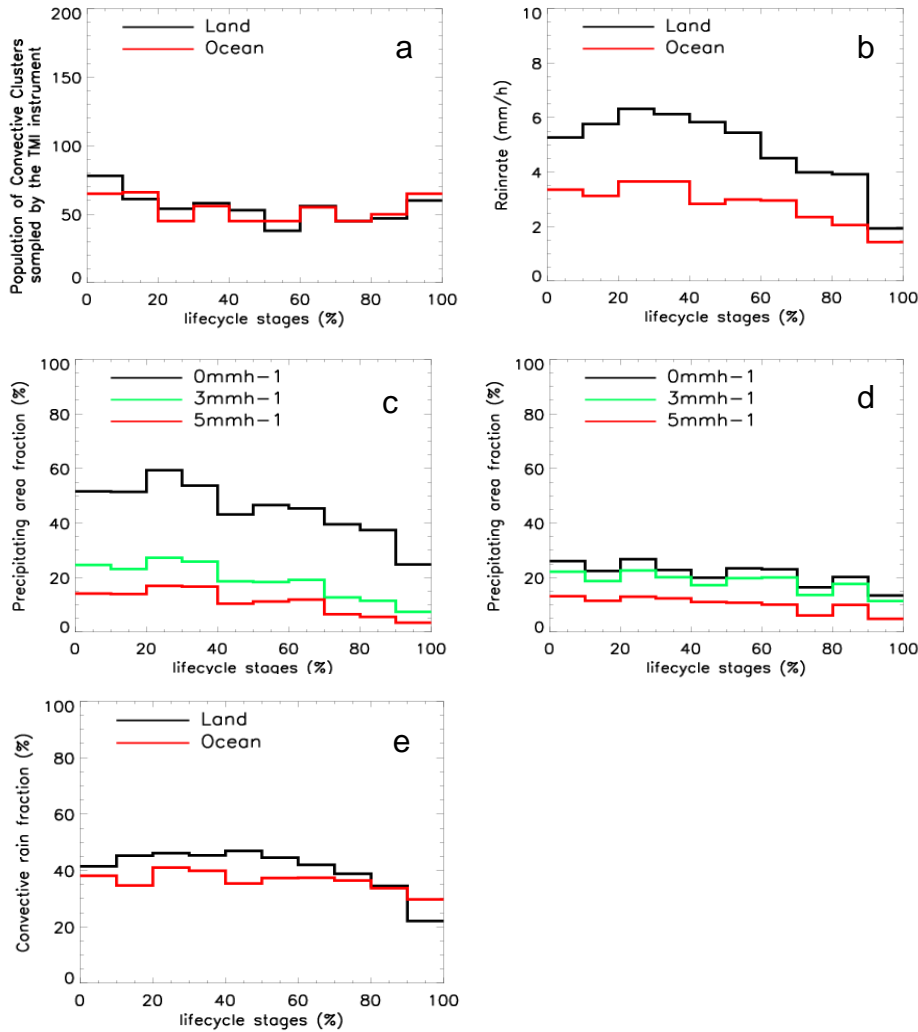 200
150
100
50
0
Population of Convective Clusters
sampled by the TMI instrument
Land
Ocean
a
0 20 40 60 80 100
lifecycle stages (%)
10
8
6
4
2
0
Rainrate (mm/h)
Land
Ocean
b
0 20 40 60 80 100
lifecycle stages (%)
100
80
60
40
20
0
Precipitating area fraction (%)
0mmh-1
3mmh-1
5mmh-1
c
0 20 40 60 80 100
lifecycle stages (%)
100
80
60
40
20
0
Precipitating area fraction (%)
0mmh-1
3mmh-1
5mmh-1
d
0 20 40 60 80 100
lifecycle stages (%)
100
80
60
40
20
0
Convective rain fraction (%)
Land
Ocean
e
0 20 40 60 80 100
lifecycle stages (%)